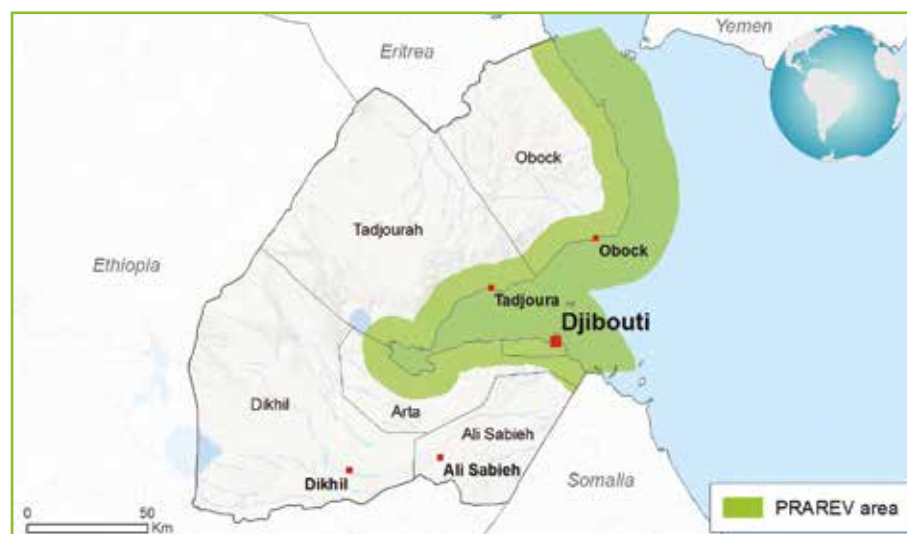 Yemen
Eritrea
Obock
Tadjourah
Obock
Ethiopia
Tadjoura
Djibouti
Dikhil
Arta
Ali Sabieh
Ali Sabieh
Dikhil
Somalia
0 50
Km
PRAREV area